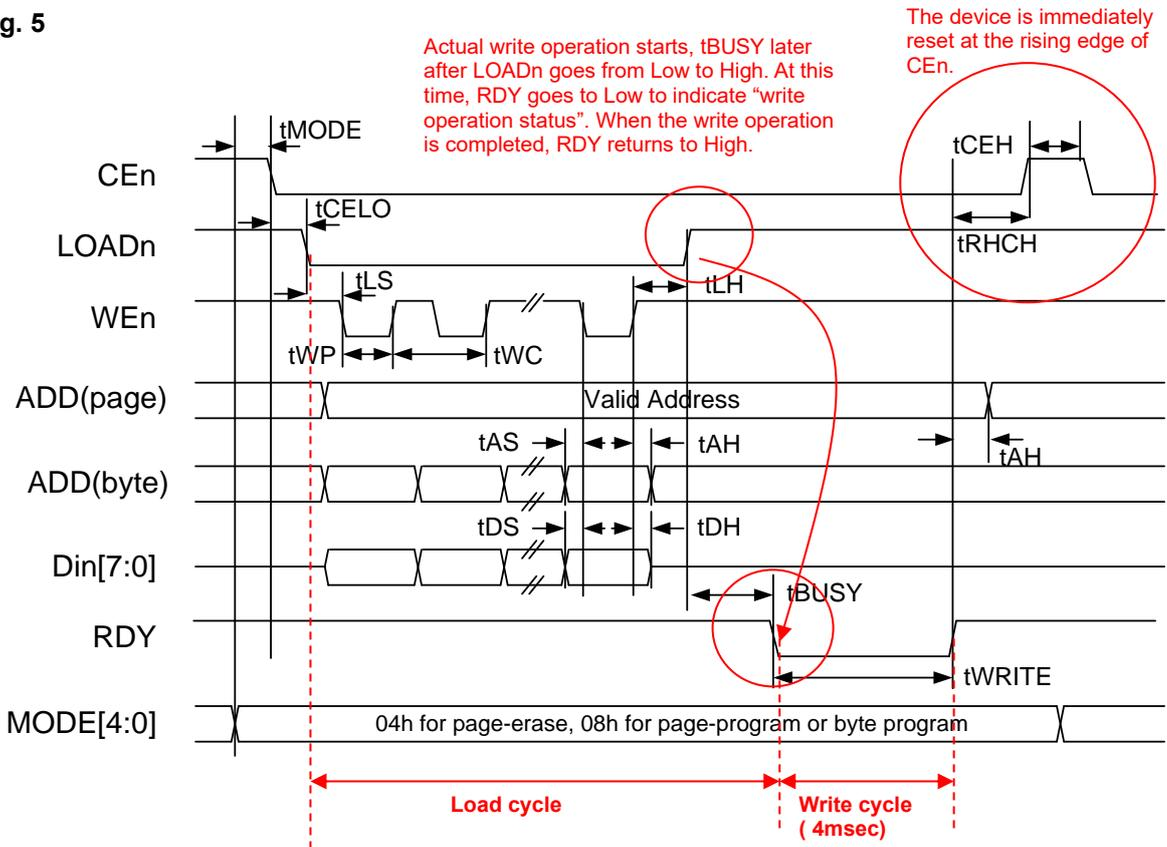 g. 5
The device is immediately
reset at the rising edge of
CEn.
Actual write operation starts, tBUSY later
after LOADn goes from Low to High. At this
time, RDY goes to Low to indicate “write
operation status”. When the write operation
is completed, RDY returns to High.
tMODE
tCEH
CEn
tCELO
LOADn
tRHCH
tLS
tLH
WEn
tWP
tWC
ADD(page)
Valid Address
tAS
tAH
tAH
ADD(byte)
tDS
tDH
Din[7:0]
tBUSY
RDY
tWRITE
MODE[4:0]
04h for page-erase, 08h for page-program or byte program
Load cycle
Write cycle
( 4msec)